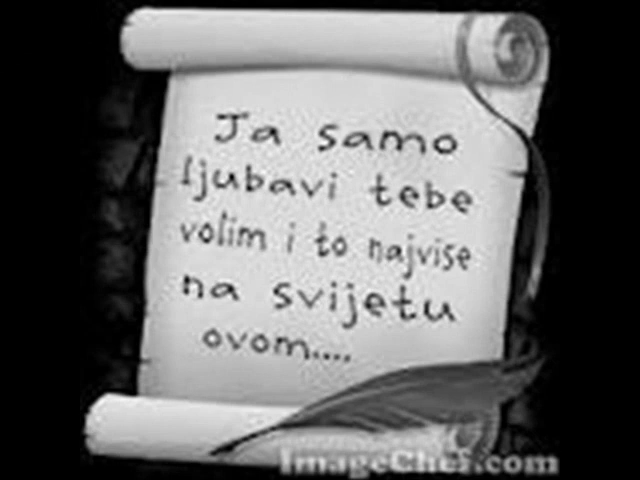 Ja samo
ljubavi tebe
volim i to najvise
na svijetu
ovom....
ImageChef.com